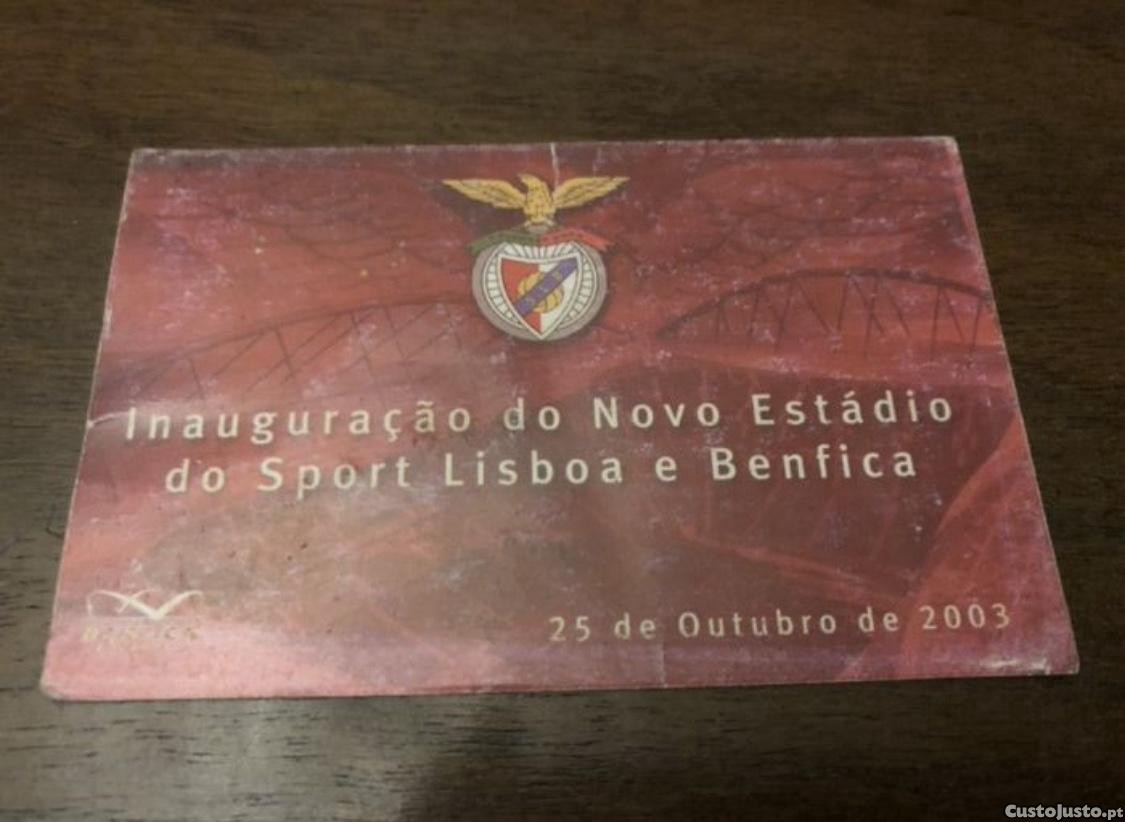 Inauguração do Novo Estádio
do Sport Lisboa e Benfica
25 de Outubro de 2003
CustoJusto.pt